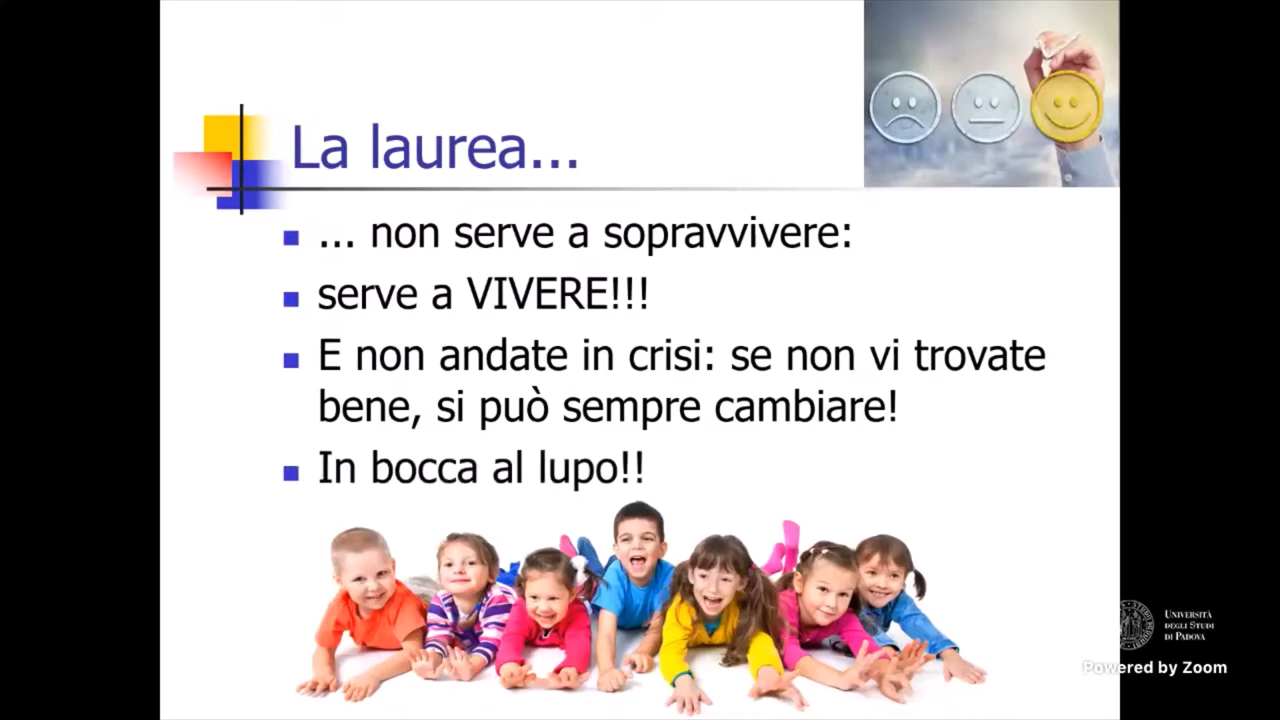 La laurea...
... non serve a sopravvivere:
serve a VIVERE!!!
E non andate in crisi: se non vi trovate
bene, si può sempre cambiare!
In bocca al lupo!!
UNIVERSITÀ
DEGLI STUDI
DI PADOVA
Powered by Zoom